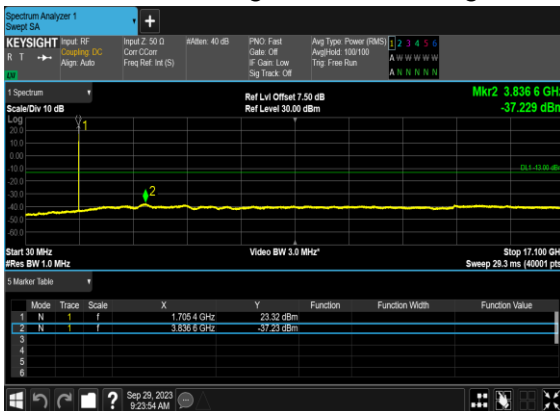 Spectrum Analyzer 1
Swept SA
KEYSIGHT Input: RF Input Z: 50 Ω #Atten: 40 dB PNO: Fast Avg Type: Power (RMS) 1 2 3 4 5 6
R T Coupling: DC Corr CCorr Gate: Off Avg|Hold: 100/100 A W W W W W
Align: Auto Freq Ref: Int (S) IF Gain: Low Trig: Free Run
LV Sig Track: Off A N N N N N
1 Spectrum Ref Lvl Offset 7.50 dB Mkr2 3.836 6 GHz
Scale/Div 10 dB Ref Level 30.00 dBm -37.229 dBm
Log
20.0 1
10.0
0.00
-10.0 DL1 -13.00 dBm
-20.0
-30.0 2
-40.0
-50.0
-60.0
Start 30 MHz Video BW 3.0 MHz* Stop 17.100 GHz
#Res BW 1.0 MHz Sweep 29.3 ms (40001 pts)
5 Marker Table
Mode Trace Scale X Y Function Function Width Function Value
1 N 1 f 1.705 4 GHz 23.32 dBm
2 N 1 f 3.836 6 GHz -37.23 dBm
3
4
5
6
? Sep 29, 2023
9:23:54 AM